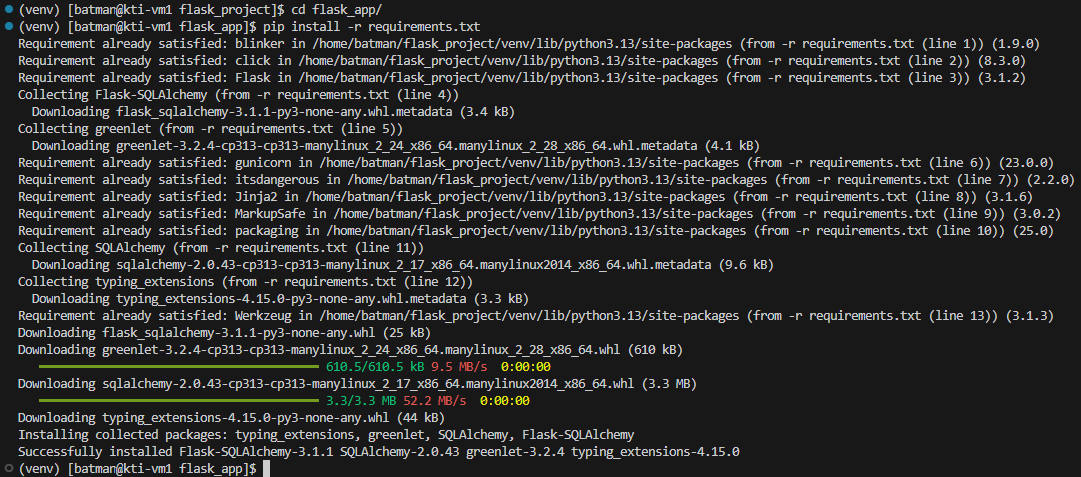 (venv) [batman@kti-vm1 flask_project]$ cd flask_app/
(venv) [batman@kti-vm1 flask_app]$ pip install -r requirements.txt
Requirement already satisfied: blinker in /home/batman/flask_project/venv/lib/python3.13/site-packages (from -r requirements.txt (line 1)) (1.9.0)
Requirement already satisfied: click in /home/batman/flask_project/venv/lib/python3.13/site-packages (from -r requirements.txt (line 2)) (8.3.0)
Requirement already satisfied: Flask in /home/batman/flask_project/venv/lib/python3.13/site-packages (from -r requirements.txt (line 3)) (3.1.2)
Collecting Flask-SQLAlchemy (from -r requirements.txt (line 4))
  Downloading flask_sqlalchemy-3.1.1-py3-none-any.whl.metadata (3.4 kB)
Collecting greenlet (from -r requirements.txt (line 5))
  Downloading greenlet-3.2.4-cp313-cp313-manylinux_2_24_x86_64.manylinux_2_28_x86_64.whl.metadata (4.1 kB)
Requirement already satisfied: gunicorn in /home/batman/flask_project/venv/lib/python3.13/site-packages (from -r requirements.txt (line 6)) (23.0.0)
Requirement already satisfied: itsdangerous in /home/batman/flask_project/venv/lib/python3.13/site-packages (from -r requirements.txt (line 7)) (2.2.0)
Requirement already satisfied: Jinja2 in /home/batman/flask_project/venv/lib/python3.13/site-packages (from -r requirements.txt (line 8)) (3.1.6)
Requirement already satisfied: MarkupSafe in /home/batman/flask_project/venv/lib/python3.13/site-packages (from -r requirements.txt (line 9)) (3.0.2)
Requirement already satisfied: packaging in /home/batman/flask_project/venv/lib/python3.13/site-packages (from -r requirements.txt (line 10)) (25.0)
Collecting SQLAlchemy (from -r requirements.txt (line 11))
  Downloading sqlalchemy-2.0.43-cp313-cp313-manylinux_2_17_x86_64.manylinux2014_x86_64.whl.metadata (9.6 kB)
Collecting typing_extensions (from -r requirements.txt (line 12))
  Downloading typing_extensions-4.15.0-py3-none-any.whl.metadata (3.3 kB)
Requirement already satisfied: Werkzeug in /home/batman/flask_project/venv/lib/python3.13/site-packages (from -r requirements.txt (line 13)) (3.1.3)
Downloading flask_sqlalchemy-3.1.1-py3-none-any.whl (25 kB)
Downloading greenlet-3.2.4-cp313-cp313-manylinux_2_24_x86_64.manylinux_2_28_x86_64.whl (610 kB)
610.5/610.5 kB 9.5 MB/s 0:00:00
Downloading sqlalchemy-2.0.43-cp313-cp313-manylinux_2_17_x86_64.manylinux2014_x86_64.whl (3.3 MB)
3.3/3.3 MB 52.2 MB/s 0:00:00
Downloading typing_extensions-4.15.0-py3-none-any.whl (44 kB)
Installing collected packages: typing_extensions, greenlet, SQLAlchemy, Flask-SQLAlchemy
Successfully installed Flask-SQLAlchemy-3.1.1 SQLAlchemy-2.0.43 greenlet-3.2.4 typing_extensions-4.15.0
(venv) [batman@kti-vm1 flask_app]$